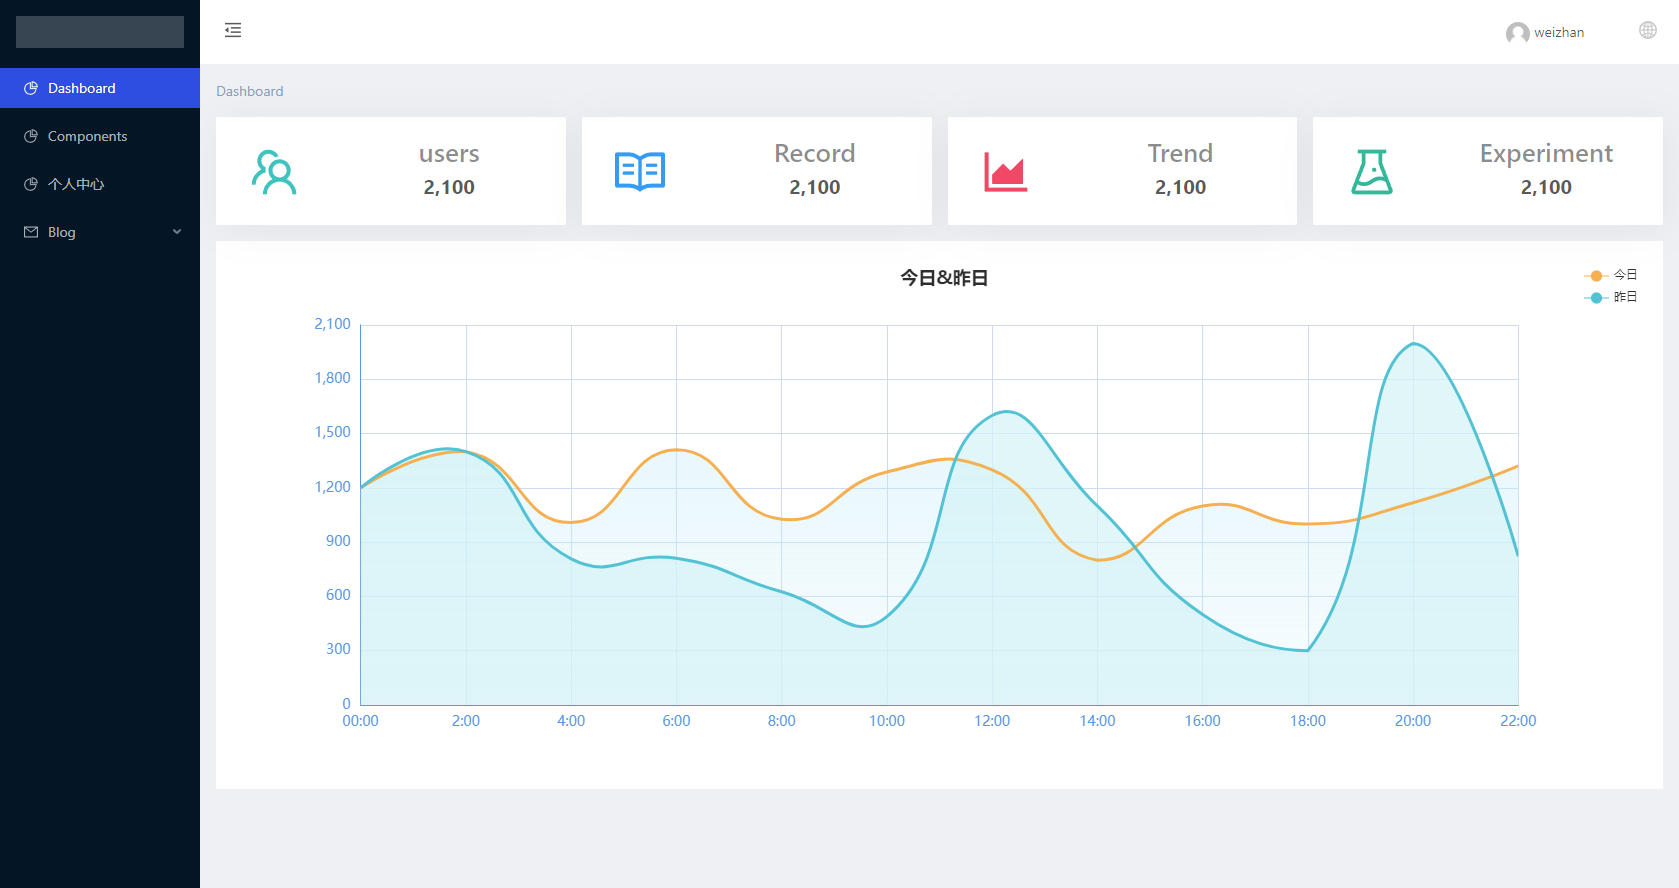 weizhan
Dashboard
Components
个人中心
Blog
Dashboard
users
2,100
Record
2,100
Trend
2,100
Experiment
2,100
今日&昨日
今日
昨日
2,100
1,800
1,500
1,200
900
600
300
0
00:00 2:00 4:00 6:00 8:00 10:00 12:00 14:00 16:00 18:00 20:00 22:00